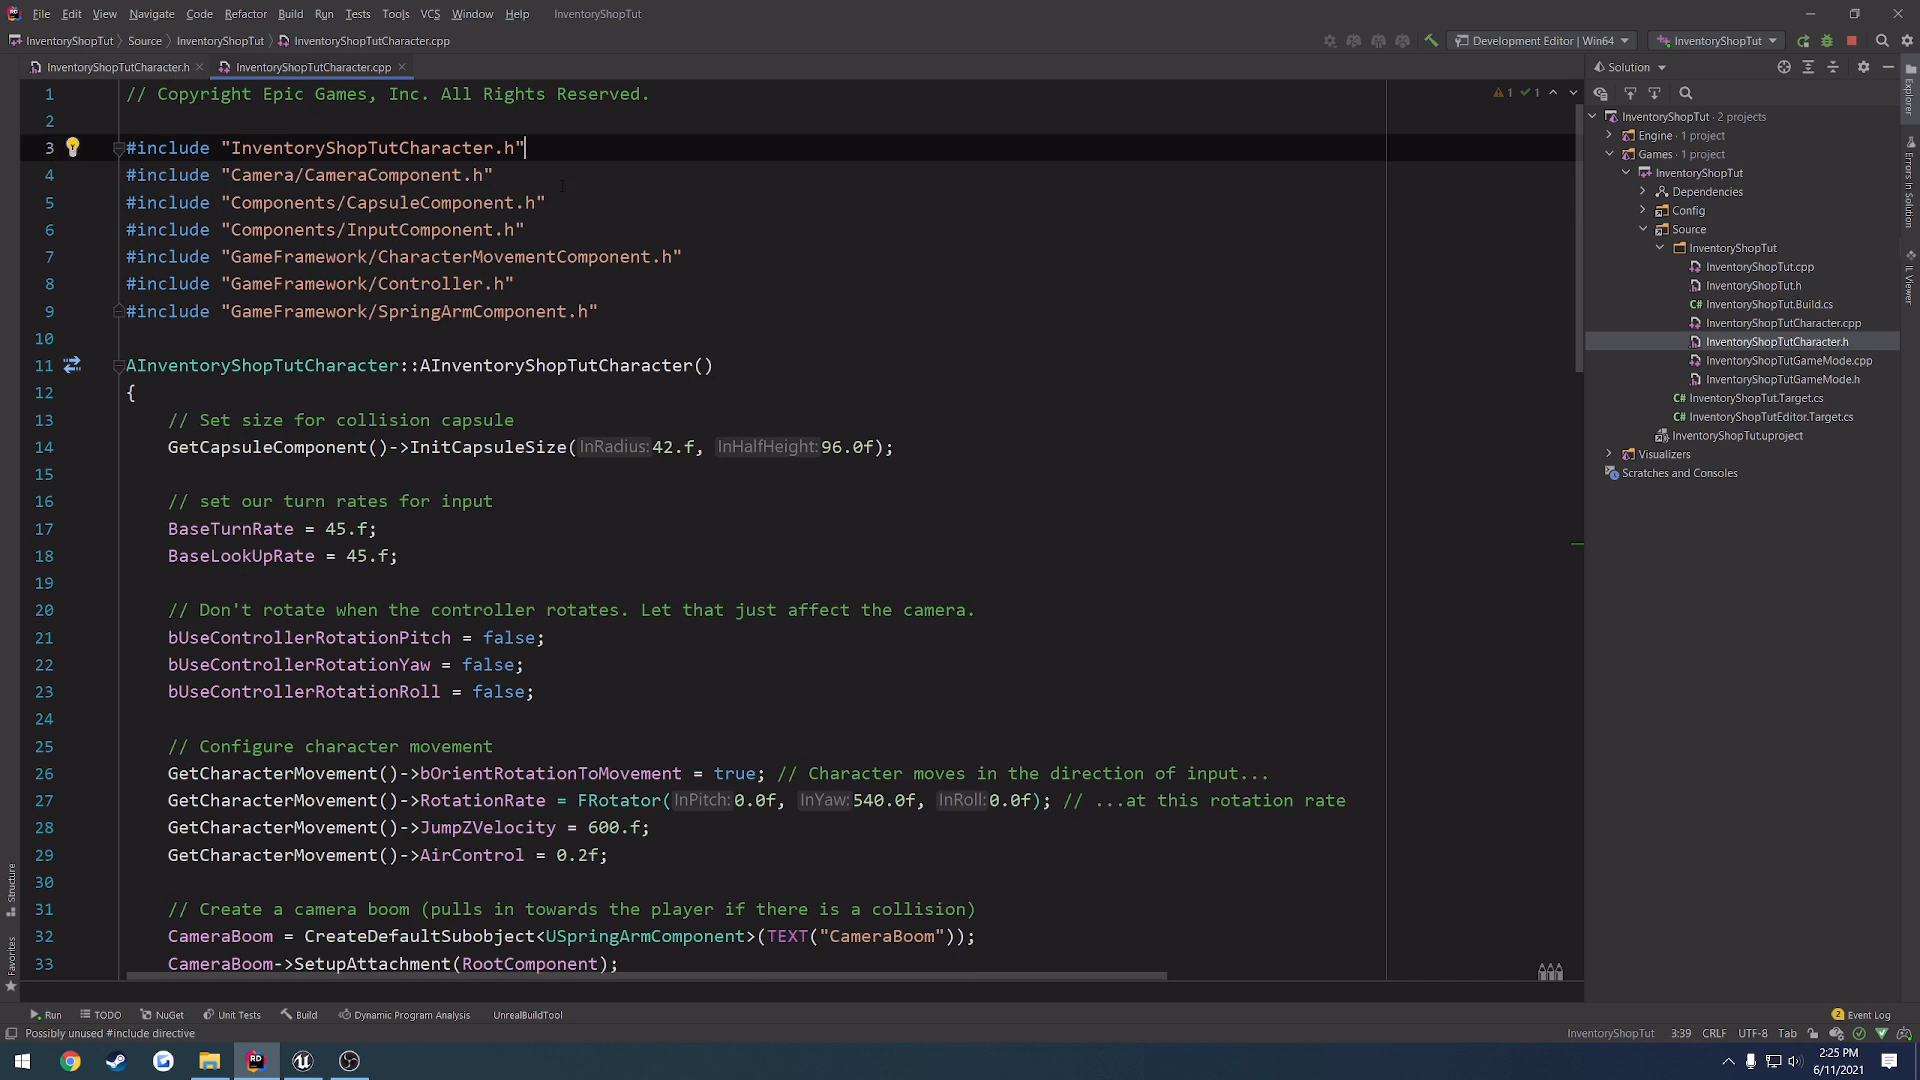 File Edit View Navigate Code Refactor Build Run Tests Tools VCS Window Help InventoryShopTut
InventoryShopTut Source InventoryShopTut InventoryShopTutCharacter.cpp Development Editor | Win64 InventoryShopTut
InventoryShopTutCharacter.h InventoryShopTutCharacter.cpp
1 // Copyright Epic Games, Inc. All Rights Reserved.
2
3 #include "InventoryShopTutCharacter.h"
4 #include "Camera/CameraComponent.h"
5 #include "Components/CapsuleComponent.h"
6 #include "Components/InputComponent.h"
7 #include "GameFramework/CharacterMovementComponent.h"
8 #include "GameFramework/Controller.h"
9 #include "GameFramework/SpringArmComponent.h"
10
11 AInventoryShopTutCharacter::AInventoryShopTutCharacter()
12 {
13 // Set size for collision capsule
14 GetCapsuleComponent()->InitCapsuleSize(InRadius: 42.f, InHalfHeight: 96.0f);
15
16 // set our turn rates for input
17 BaseTurnRate = 45.f;
18 BaseLookUpRate = 45.f;
19
20 // Don't rotate when the controller rotates. Let that just affect the camera.
21 bUseControllerRotationPitch = false;
22 bUseControllerRotationYaw = false;
23 bUseControllerRotationRoll = false;
24
25 // Configure character movement
26 GetCharacterMovement()->bOrientRotationToMovement = true; // Character moves in the direction of input...
27 GetCharacterMovement()->RotationRate = FRotator(InPitch: 0.0f, InYaw: 540.0f, InRoll: 0.0f); // ...at this rotation rate
28 GetCharacterMovement()->JumpZVelocity = 600.f;
29 GetCharacterMovement()->AirControl = 0.2f;
30
31 // Create a camera boom (pulls in towards the player if there is a collision)
32 CameraBoom = CreateDefaultSubobject<USpringArmComponent>(TEXT("CameraBoom"));
33 CameraBoom->SetupAttachment(RootComponent);
1 1
Solution
InventoryShopTut · 2 projects
Engine · 1 project
Games · 1 project
InventoryShopTut
Dependencies
Config
Source
InventoryShopTut
InventoryShopTut.cpp
InventoryShopTut.h
C# InventoryShopTut.Build.cs
InventoryShopTutCharacter.cpp
InventoryShopTutCharacter.h
InventoryShopTutGameMode.cpp
InventoryShopTutGameMode.h
C# InventoryShopTut.Target.cs
C# InventoryShopTutEditor.Target.cs
InventoryShopTut.uproject
Visualizers
Scratches and Consoles
Explorer
Errors In Solution
IL Viewer
Structure
Favorites
Run TODO NuGet Unit Tests Build Dynamic Program Analysis UnrealBuildTool 2 Event Log
Possibly unused #include directive InventoryShopTut 3:39 CRLF UTF-8 Tab
2:25 PM
6/11/2021